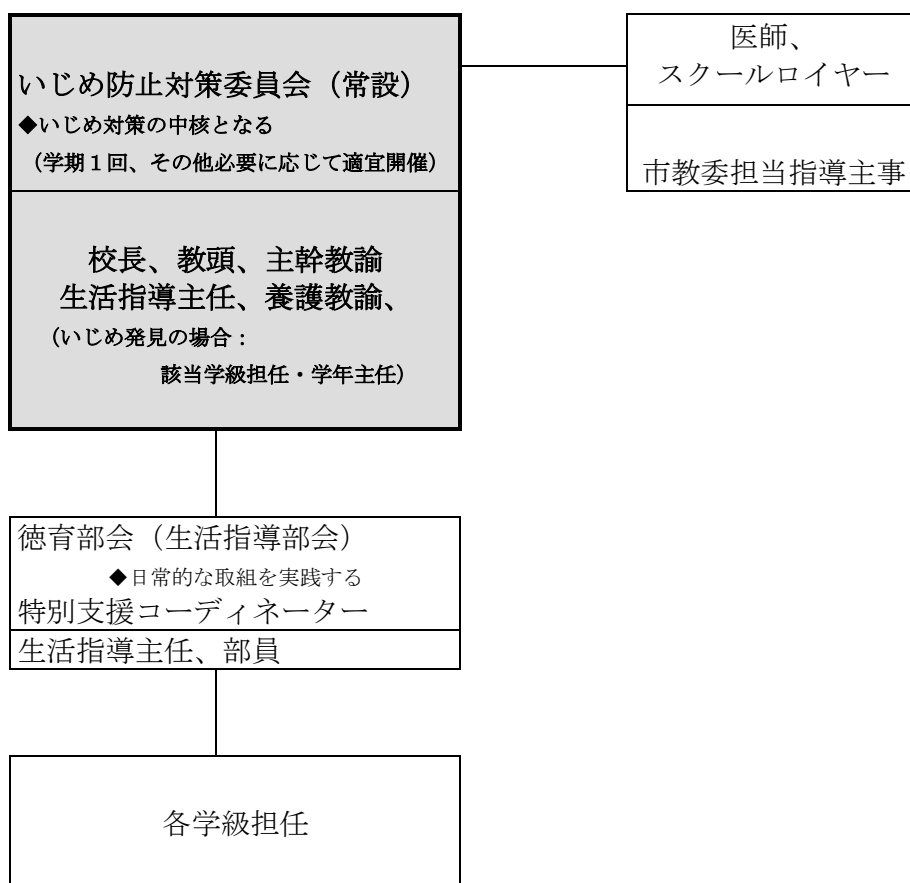 いじめ防止対策委員会（常設）
◆いじめ対策の中核となる
（学期１回、その他必要に応じて適宜開催）
校長、教頭、主幹教諭
生活指導主任、養護教諭、
（いじめ発見の場合：
該当学級担任・学年主任）
医師、
スクールロイヤー
市教委担当指導主事
徳育部会（生活指導部会）
◆日常的な取組を実践する
特別支援コーディネーター
生活指導主任、部員
各学級担任